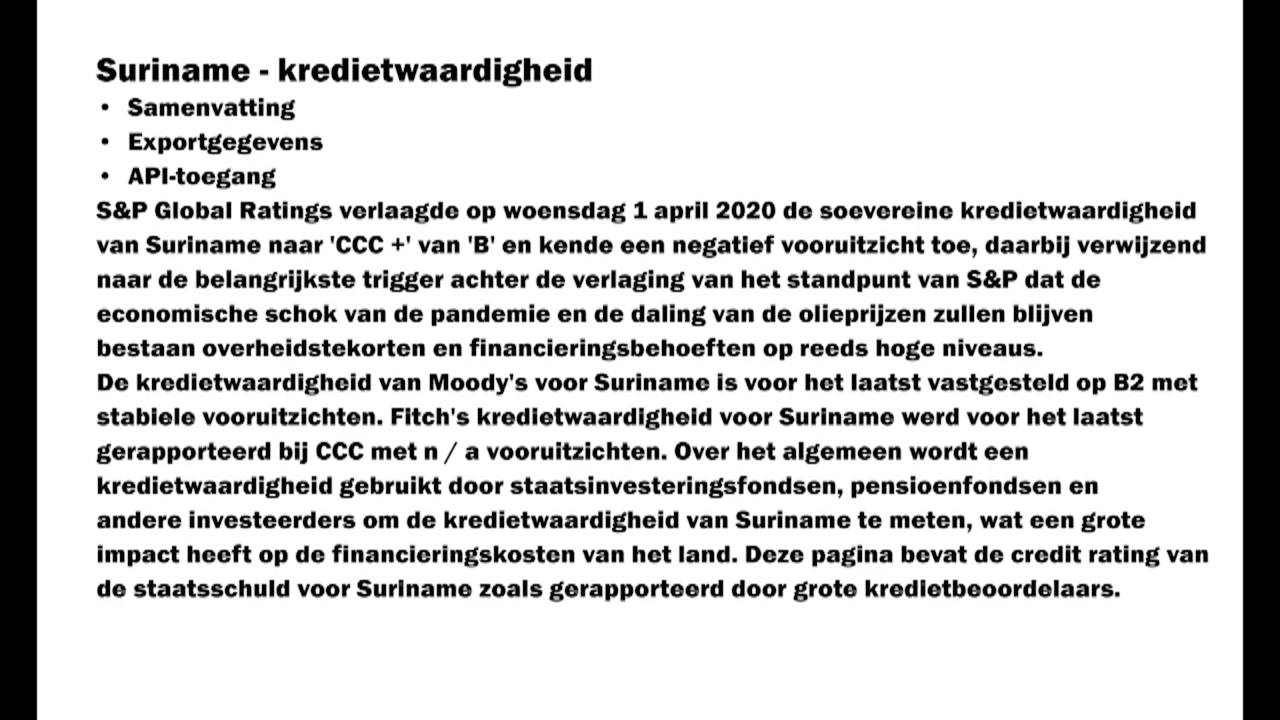 Suriname - kredietwaardigheid
• Samenvatting
• Exportgegevens
• API-toegang
S&P Global Ratings verlaagde op woensdag 1 april 2020 de soevereine kredietwaardigheid
van Suriname naar 'CCC +' van 'B' en kende een negatief vooruitzicht toe, daarbij verwijzend
naar de belangrijkste trigger achter de verlaging van het standpunt van S&P dat de
economische schok van de pandemie en de daling van de olieprijzen zullen blijven
bestaan overheidstekorten en financieringsbehoeften op reeds hoge niveaus.
De kredietwaardigheid van Moody's voor Suriname is voor het laatst vastgesteld op B2 met
stabiele vooruitzichten. Fitch's kredietwaardigheid voor Suriname werd voor het laatst
gerapporteerd bij CCC met n / a vooruitzichten. Over het algemeen wordt een
kredietwaardigheid gebruikt door staatsinvesteringsfondsen, pensioenfondsen en
andere investeerders om de kredietwaardigheid van Suriname te meten, wat een grote
impact heeft op de financieringskosten van het land. Deze pagina bevat de credit rating van
de staatsschuld voor Suriname zoals gerapporteerd door grote kredietbeoordelaars.